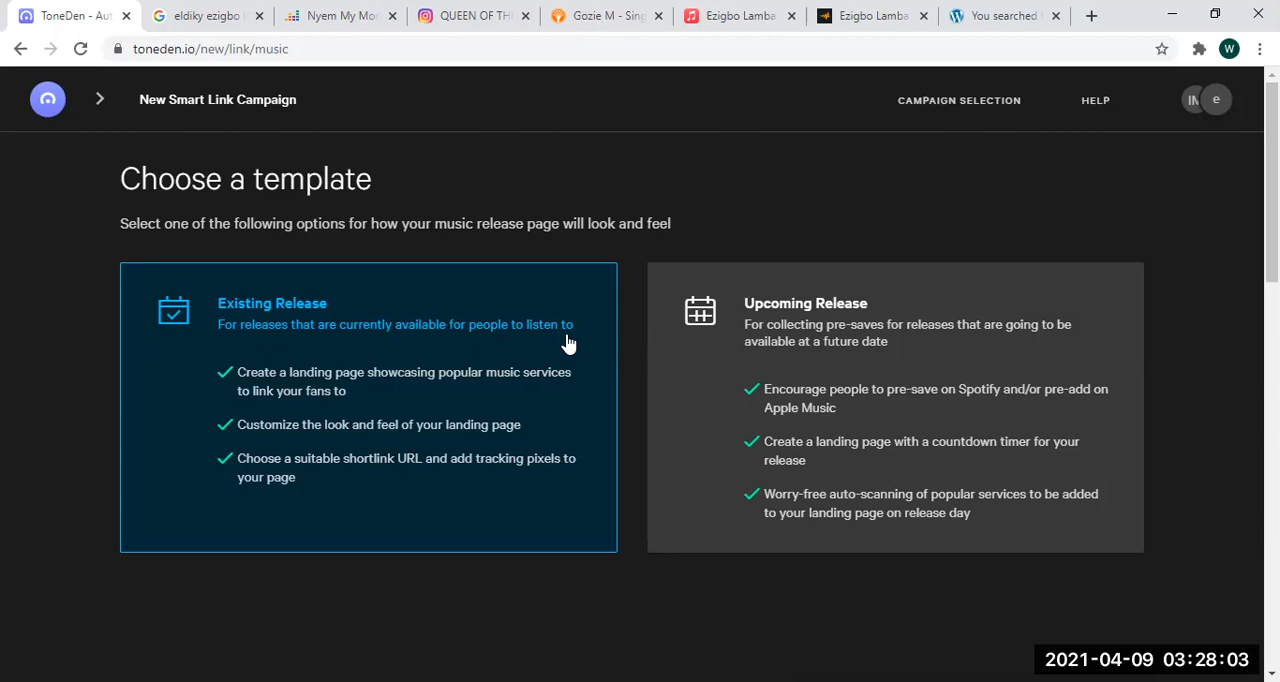 ToneDen - Aut
eldiky ezigbo l
Nyem My Mor
QUEEN OF TH
Gozie M - Sing
Ezigbo Lamba
Ezigbo Lamba
You searched f
toneden.io/new/link/music
W
New Smart Link Campaign
CAMPAIGN SELECTION
HELP
IN
e
Choose a template
Select one of the following options for how your music release page will look and feel
Existing Release
For releases that are currently available for people to listen to
Create a landing page showcasing popular music services
to link your fans to
Customize the look and feel of your landing page
Choose a suitable shortlink URL and add tracking pixels to
your page
Upcoming Release
For collecting pre-saves for releases that are going to be
available at a future date
Encourage people to pre-save on Spotify and/or pre-add on
Apple Music
Create a landing page with a countdown timer for your
release
Worry-free auto-scanning of popular services to be added
to your landing page on release day
2021-04-09 03:28:03